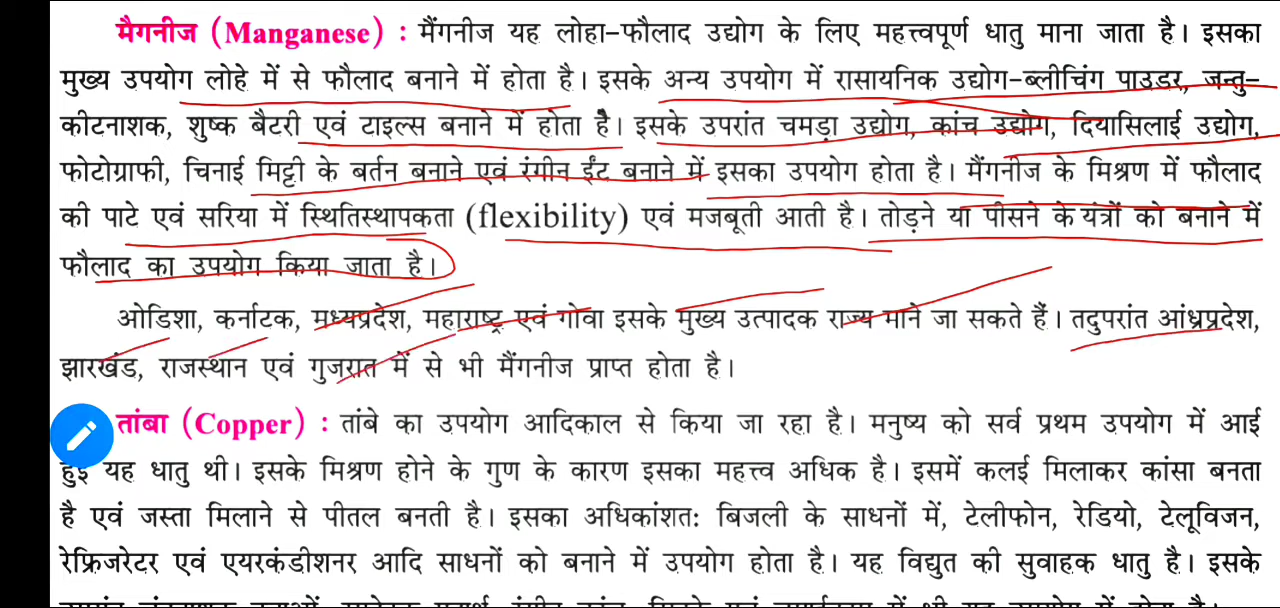 मैगनीज (Manganese) : मैंगनीज यह लोहा-फौलाद उद्योग के लिए महत्त्वपूर्ण धातु माना जाता है। इसका
मुख्य उपयोग लोहे में से फौलाद बनाने में होता है। इसके अन्य उपयोग में रासायनिक उद्योग-ब्लीचिंग पाउडर, जन्तु-
कीटनाशक, शुष्क बैटरी एवं टाइल्स बनाने में होता है। इसके उपरांत चमड़ा उद्योग, कांच उद्योग, दियासिलाई उद्योग,
फोटोग्राफी, चिनाई मिट्टी के बर्तन बनाने एवं रंगीन ईंट बनाने में इसका उपयोग होता है। मैंगनीज के मिश्रण में फौलाद
की पाटे एवं सरिया में स्थितिस्थापकता (flexibility) एवं मजबूती आती है। तोड़ने या पीसने के यंत्रों को बनाने में
फौलाद का उपयोग किया जाता है।
ओडिशा, कर्नाटक, मध्यप्रदेश, महाराष्ट्र एवं गोवा इसके मुख्य उत्पादक राज्य माने जा सकते हैं। तदुपरांत आंध्रप्रदेश,
झारखंड, राजस्थान एवं गुजरात में से भी मैंगनीज प्राप्त होता है।
तांबा (Copper) : तांबे का उपयोग आदिकाल से किया जा रहा है। मनुष्य को सर्व प्रथम उपयोग में आई
हुई यह धातु थी। इसके मिश्रण होने के गुण के कारण इसका महत्त्व अधिक है। इसमें कलई मिलाकर कांसा बनता
है एवं जस्ता मिलाने से पीतल बनती है। इसका अधिकांशत: बिजली के साधनों में, टेलीफोन, रेडियो, टेलूविजन,
रेफ्रिजरेटर एवं एयरकंडीशनर आदि साधनों को बनाने में उपयोग होता है। यह विद्युत की सुवाहक धातु है। इसके